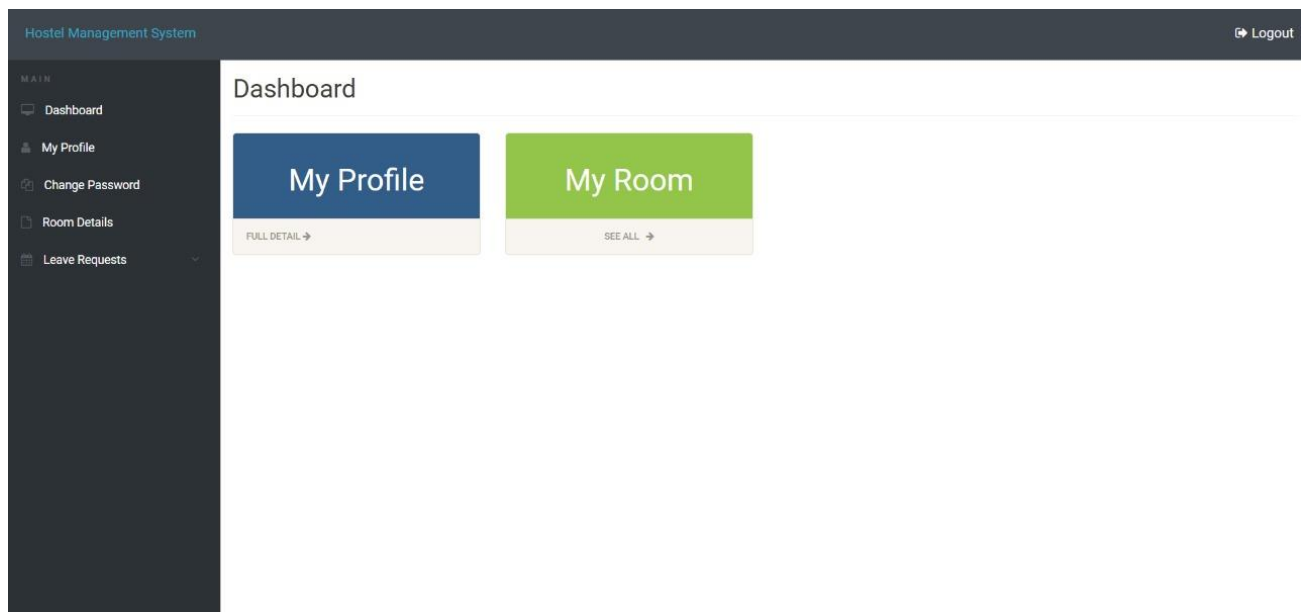 Hostel Management System
Logout
MAIN
Dashboard
My Profile
Change Password
Room Details
Leave Requests
Dashboard
My Profile
FULL DETAIL
My Room
SEE ALL